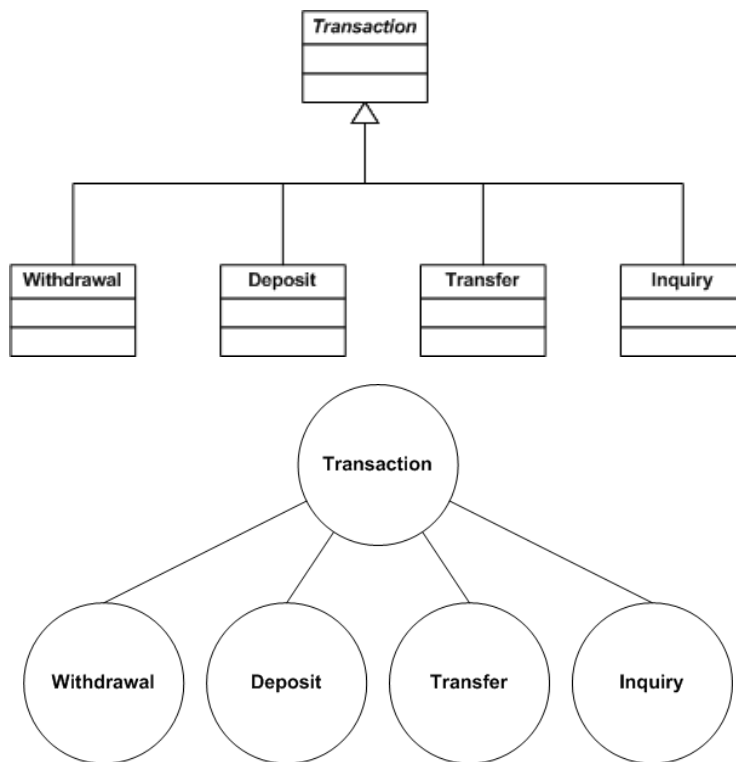 Transaction
Withdrawal
Deposit
Transfer
Inquiry
Transaction
Withdrawal
Deposit
Transfer
Inquiry